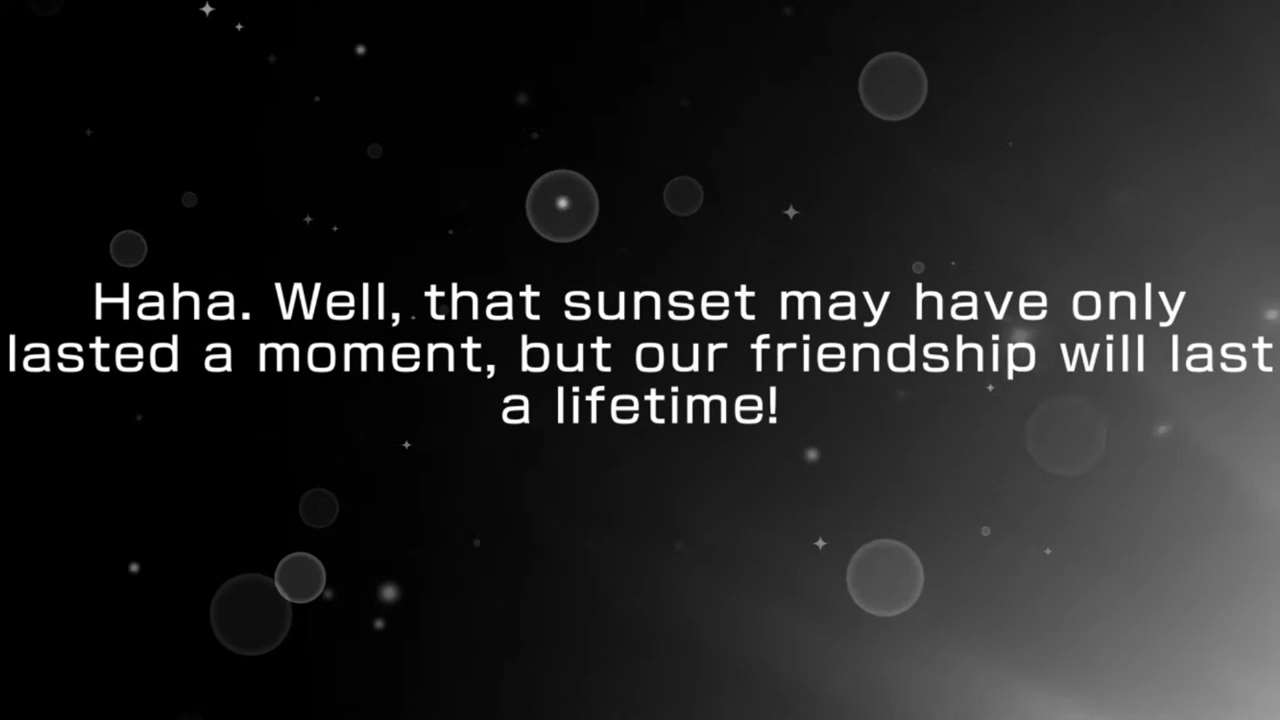 Haha. Well, that sunset may have only
lasted a moment, but our friendship will last
a lifetime!